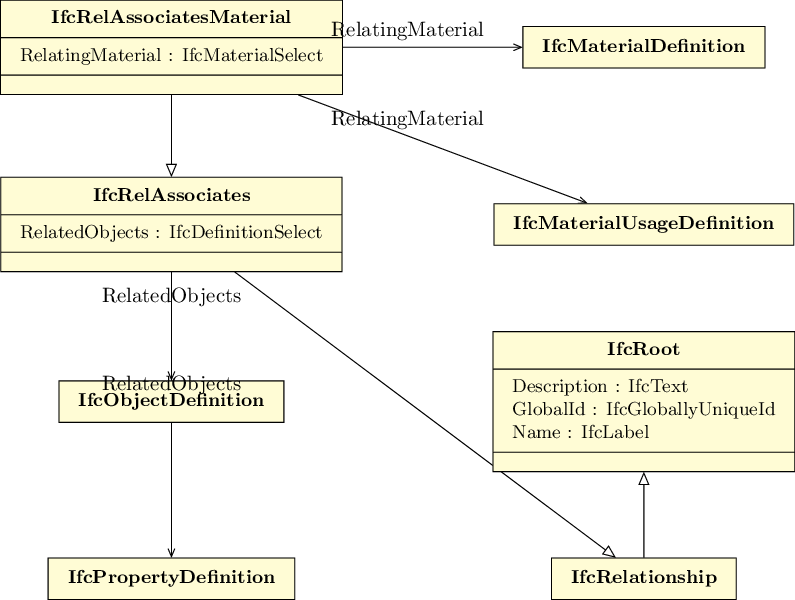 IfcRelAssociatesMaterial
RelatingMaterial : IfcMaterialSelect
RelatingMaterial
IfcMaterialDefinition
RelatingMaterial
IfcRelAssociates
RelatedObjects : IfcDefinitionSelect
IfcMaterialUsageDefinition
RelatedObjects
RelatedObjects
IfcObjectDefinition
IfcRoot
Description : IfcText
GlobalId : IfcGloballyUniqueId
Name : IfcLabel
IfcPropertyDefinition
IfcRelationship